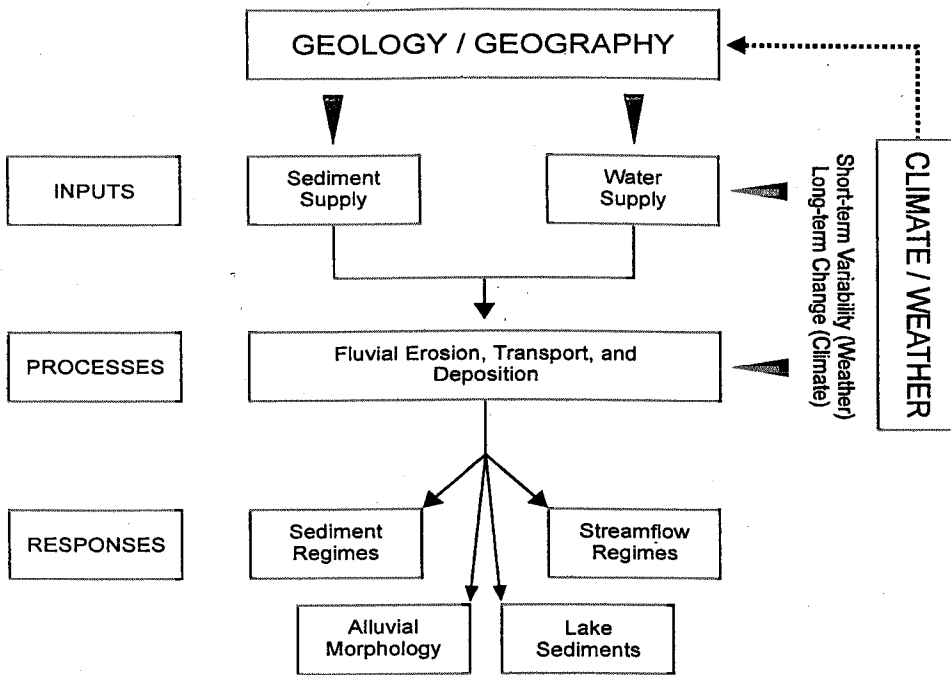 GEOLOGY / GEOGRAPHY
INPUTS
Sediment
Supply
Water
Supply
Short-term Variability (Weather)
Long-term Change (Climate)
CLIMATE / WEATHER
PROCESSES
Fluvial Erosion, Transport, and
Deposition
RESPONSES
Sediment
Regimes
Streamflow
Regimes
Alluvial
Morphology
Lake
Sediments